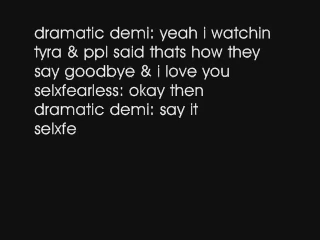 dramatic demi: yeah i watchin
tyra & ppl said thats how they
say goodbye & i love you
selxfearless: okay then
dramatic demi: say it
selxfe